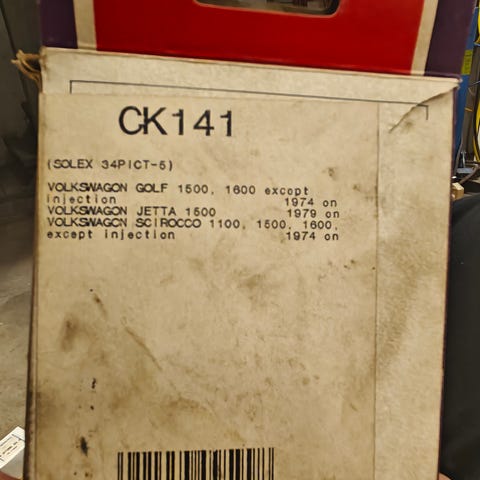 CK141
(SOLEX 34PICT-5)
VOLKSWAGON GOLF 1500, 1600 except
injection 1974 on
VOLKSWAGON JETTA 1500 1979 on
VOLKSWAGON SCIROCCO 1100, 1500, 1600,
except injection 1974 on